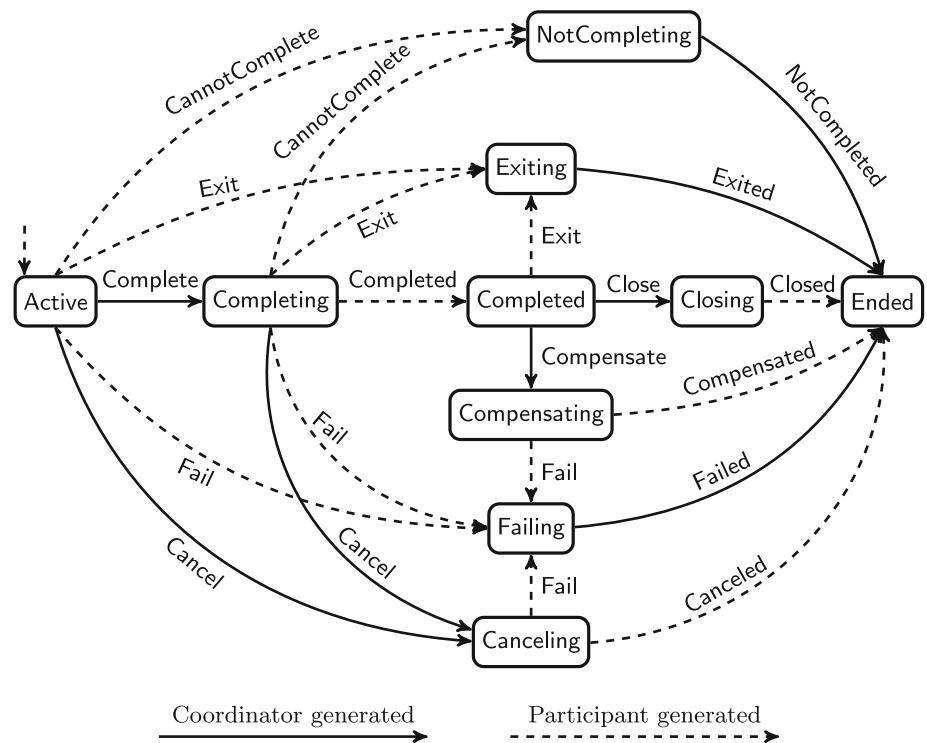 NotCompleting
CannotComplete
CannotComplete
NotCompleted
Exiting
Exit
Exit
Exited
Exit
Active
Complete
Completing
Completed
Completed
Close
Closing
Closed
Ended
Compensate
Compensating
Compensated
Fail
Fail
Fail
Failed
Failing
Cancel
Cancel
Fail
Canceled
Canceling
Coordinator generated
Participant generated